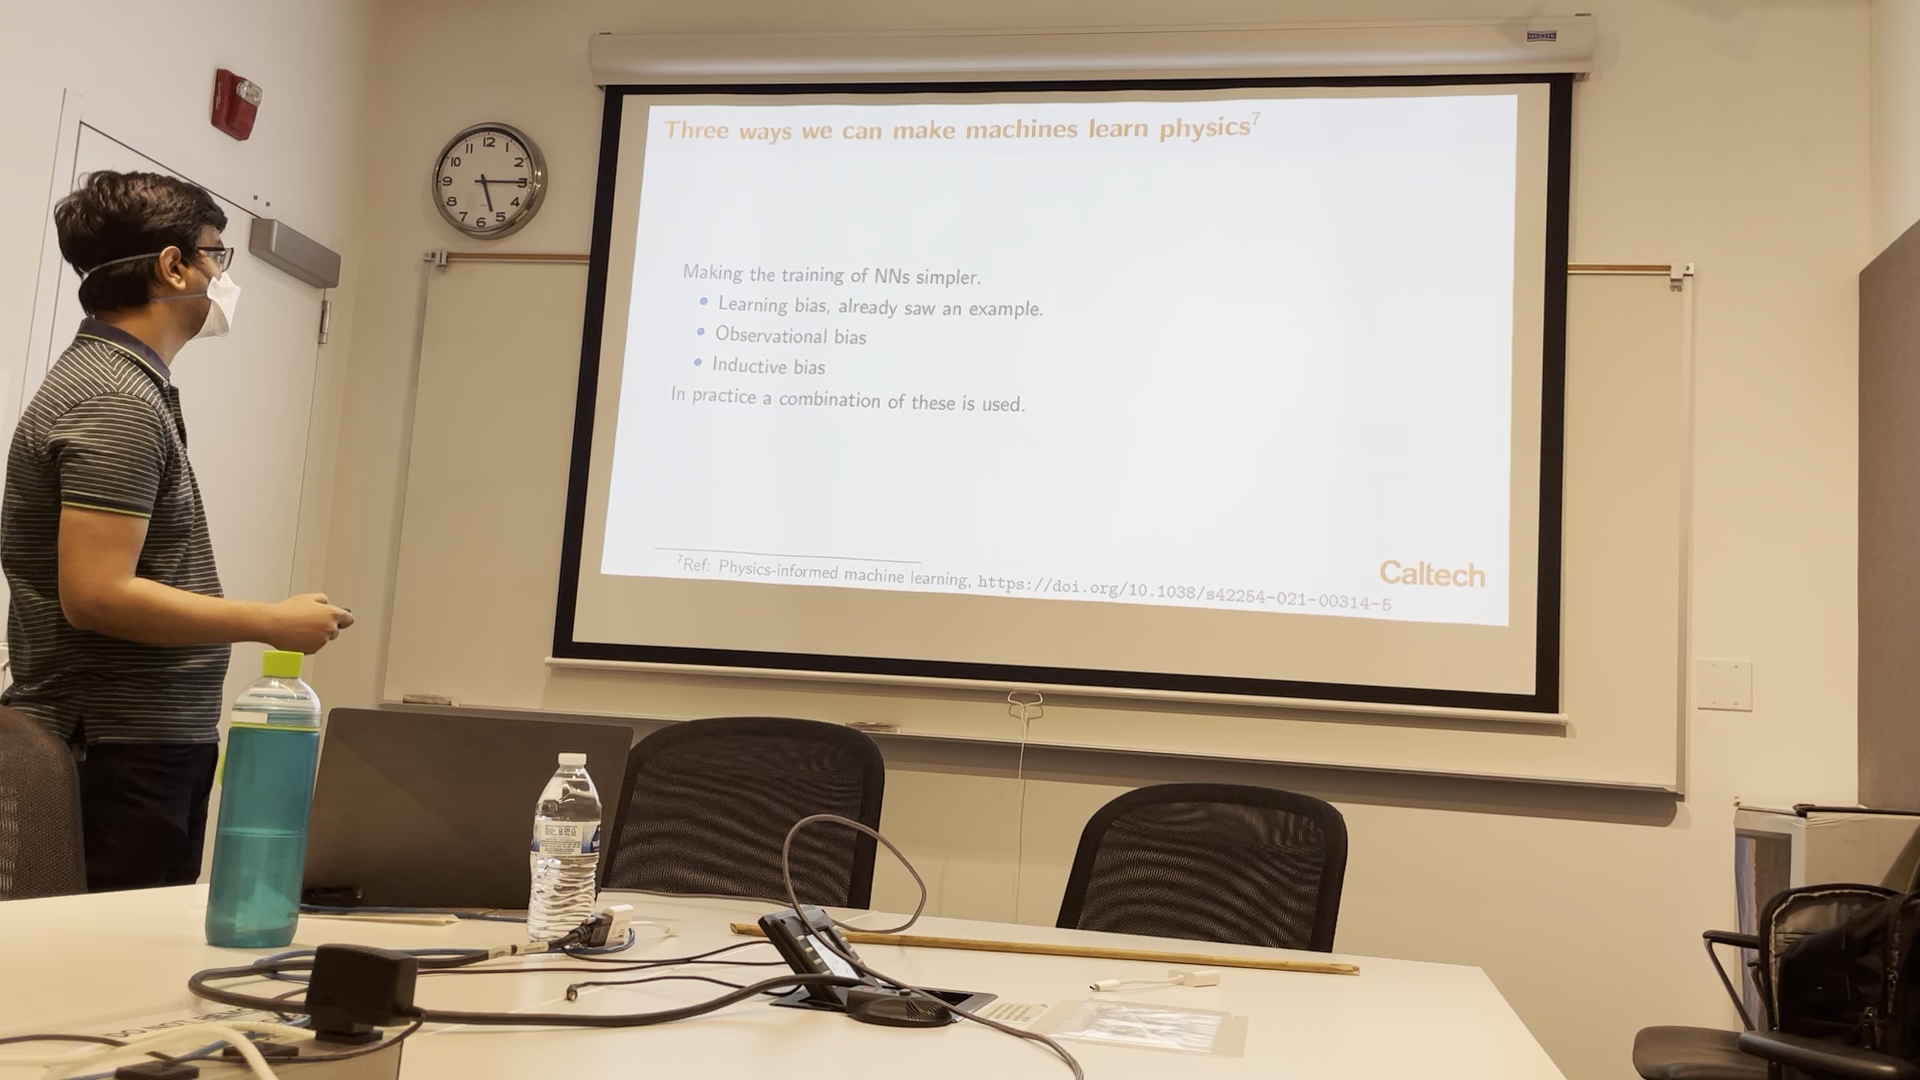 Three ways we can make machines learn physics7
Making the training of NNs simpler.
• Learning bias, already saw an example.
• Observational bias
• Inductive bias
In practice a combination of these is used.
7Ref: Physics-informed machine learning, https://doi.org/10.1038/s42254-021-00314-5
Caltech
12
1
2
3
4
5
6
7
8
9
10
11